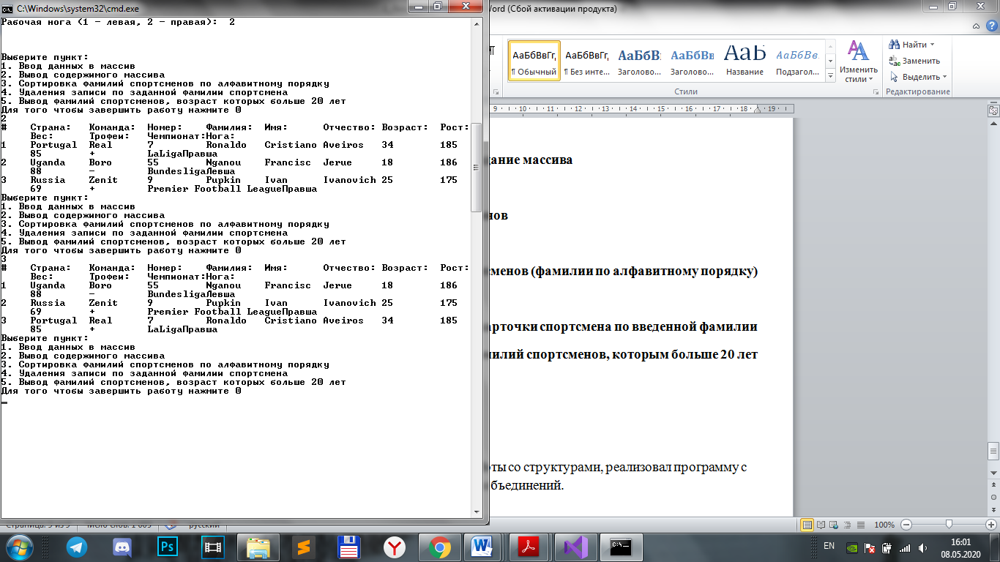 C:\Windows\system32\cmd.exe
Word (Сбой активации продукта)
Рабочая нога (1 - левая, 2 - правая): 2
Выберите пункт:
1. Ввод данных в массив
2. Вывод содержимого массива
3. Сортировка фамилий спортсменов по алфавитному порядку
4. Удаления записи по заданной фамилии спортсмена
5. Вывод фамилий спортсменов, возраст которых больше 20 лет
Для того чтобы завершить работу нажмите 0
2
# Страна: Команда: Номер: Фамилия: Имя: Отчество: Возраст: Рост:
Вес: Трофеи: Чемпионат:Нога:
1 Portugal Real 7 Ronaldo Cristiano Aveiros 34 185
85 + LaLigaПравша
2 Uganda Boro 55 Nganou Francisc Jerue 18 186
88 - BundesligaЛевша
3 Russia Zenit 9 Pupkin Ivan Ivanovich 25 175
69 + Premier Football LeagueПравша
Выберите пункт:
1. Ввод данных в массив
2. Вывод содержимого массива
3. Сортировка фамилий спортсменов по алфавитному порядку
4. Удаления записи по заданной фамилии спортсмена
5. Вывод фамилий спортсменов, возраст которых больше 20 лет
Для того чтобы завершить работу нажмите 0
3
# Страна: Команда: Номер: Фамилия: Имя: Отчество: Возраст: Рост:
Вес: Трофеи: Чемпионат:Нога:
1 Uganda Boro 55 Nganou Francisc Jerue 18 186
88 - BundesligaЛевша
2 Russia Zenit 9 Pupkin Ivan Ivanovich 25 175
69 + Premier Football LeagueПравша
3 Portugal Real 7 Ronaldo Cristiano Aveiros 34 185
85 + LaLigaПравша
Выберите пункт:
1. Ввод данных в массив
2. Вывод содержимого массива
3. Сортировка фамилий спортсменов по алфавитному порядку
4. Удаления записи по заданной фамилии спортсмена
5. Вывод фамилий спортсменов, возраст которых больше 20 лет
Для того чтобы завершить работу нажмите 0
АаБбВвГг, АаБбВвГг, АаБбВ АаБбВв АаБ АаБбВв.
¶ Обычный ¶ Без инте... Заголово... Заголово... Название Подзагол...
Изменить стили
Найти
Заменить
Выделить
Стили
Редактирование
9 10 11 12 13 14 15 16 17 18 19
дание массива
нов
сменов (фамилии по алфавитному порядку)
арточки спортсмена по введенной фамилии
милий спортсменов, которым больше 20 лет
оты со структурами, реализовал программу с
бъединений.
100%
EN
16:01
08.05.2020